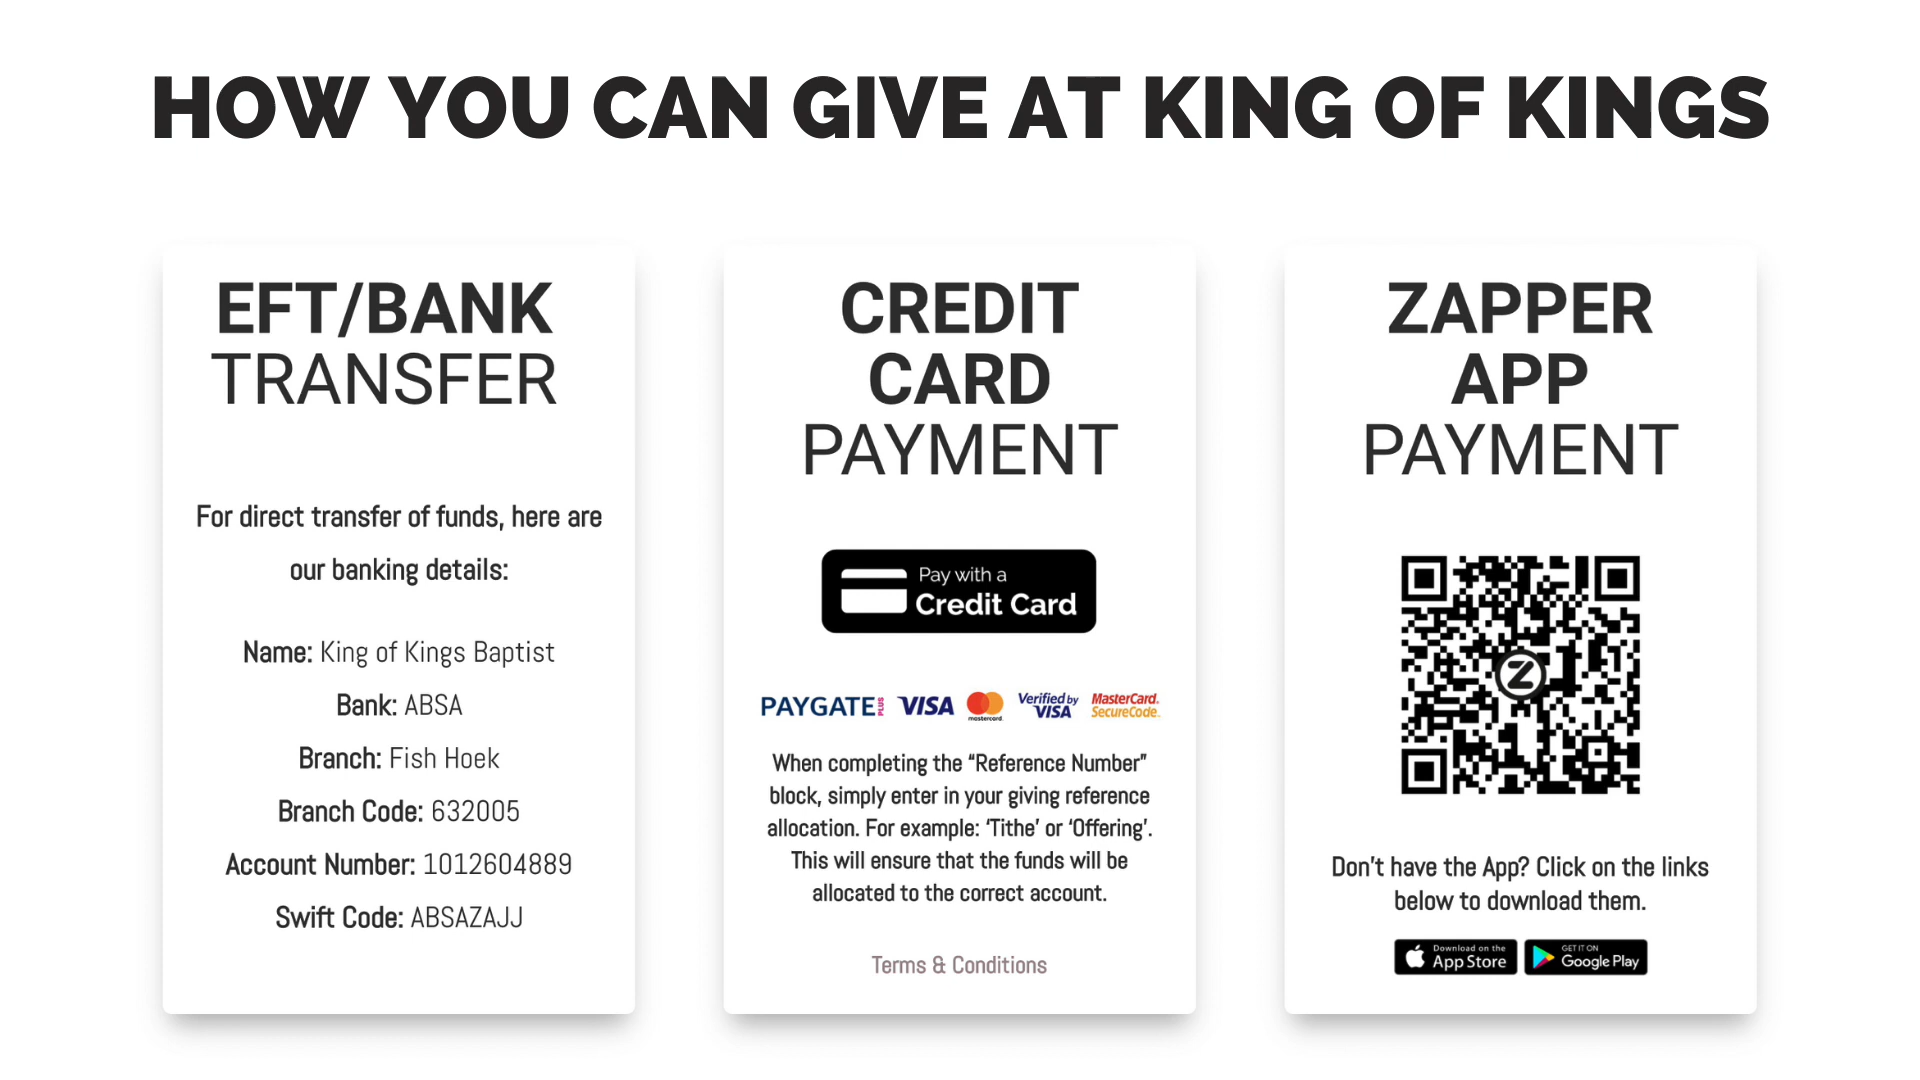 HOW YOU CAN GIVE AT KING OF KINGS
EFT/BANK
TRANSFER
For direct transfer of funds, here are
our banking details:
Name: King of Kings Baptist
Bank: ABSA
Branch: Fish Hoek
Branch Code: 632005
Account Number: 1012604889
Swift Code: ABSAZAJJ
CREDIT
CARD
PAYMENT
Pay with a
Credit Card
PAYGATE PLUS VISA mastercard Verified by VISA MasterCard. SecureCode.
When completing the “Reference Number”
block, simply enter in your giving reference
allocation. For example: ‘Tithe’ or ‘Offering’.
This will ensure that the funds will be
allocated to the correct account.
Terms & Conditions
ZAPPER
APP
PAYMENT
Z
Don’t have the App? Click on the links
below to download them.
Download on the
App Store
GET IT ON
Google Play